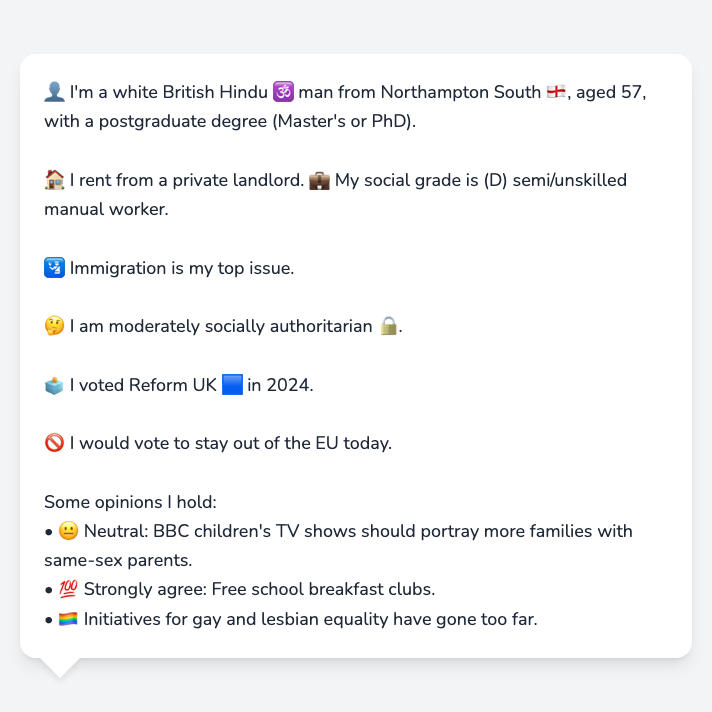 👤 I'm a white British Hindu 🕉️ man from Northampton South 🏴󠁧󠁢󠁥󠁮󠁧󠁿, aged 57,
with a postgraduate degree (Master's or PhD).
🏠 I rent from a private landlord. 💼 My social grade is (D) semi/unskilled
manual worker.
🛂 Immigration is my top issue.
🤔 I am moderately socially authoritarian 🔒.
🗳️ I voted Reform UK 🟦 in 2024.
🚫 I would vote to stay out of the EU today.
Some opinions I hold:
• 😐 Neutral: BBC children's TV shows should portray more families with
same-sex parents.
• 💯 Strongly agree: Free school breakfast clubs.
• 🏳️‍🌈 Initiatives for gay and lesbian equality have gone too far.